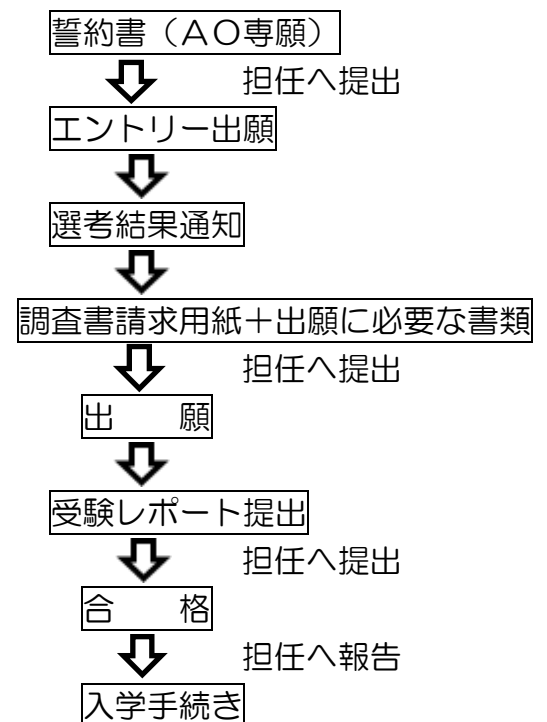 誓約書（ＡＯ専願）
担任へ提出
エントリー出願
選考結果通知
調査書請求用紙＋出願に必要な書類
担任へ提出
出　　願
受験レポート提出
担任へ提出
合　　格
担任へ報告
入学手続き